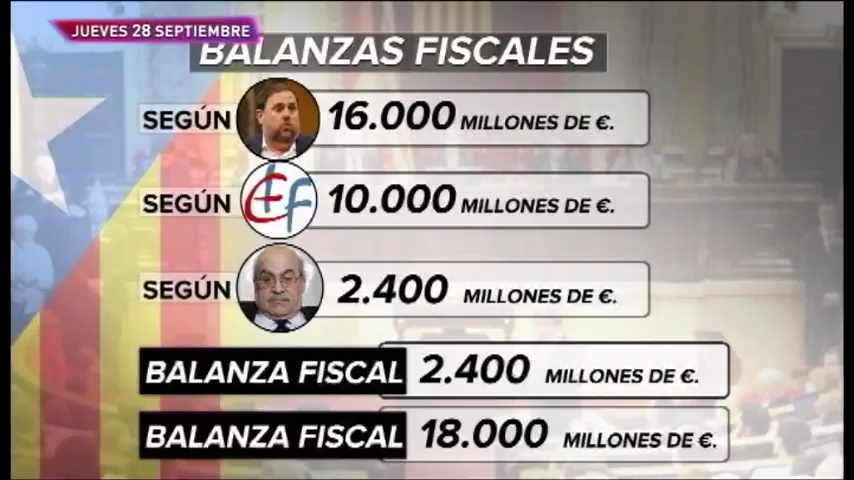 JUEVES 28 SEPTIEMBRE
BALANZAS FISCALES
SEGÚN 16.000 MILLONES DE €.
SEGÚN EF 10.000 MILLONES DE €.
SEGÚN 2.400 MILLONES DE €.
BALANZA FISCAL 2.400 MILLONES DE €.
BALANZA FISCAL 18.000 MILLONES DE €.